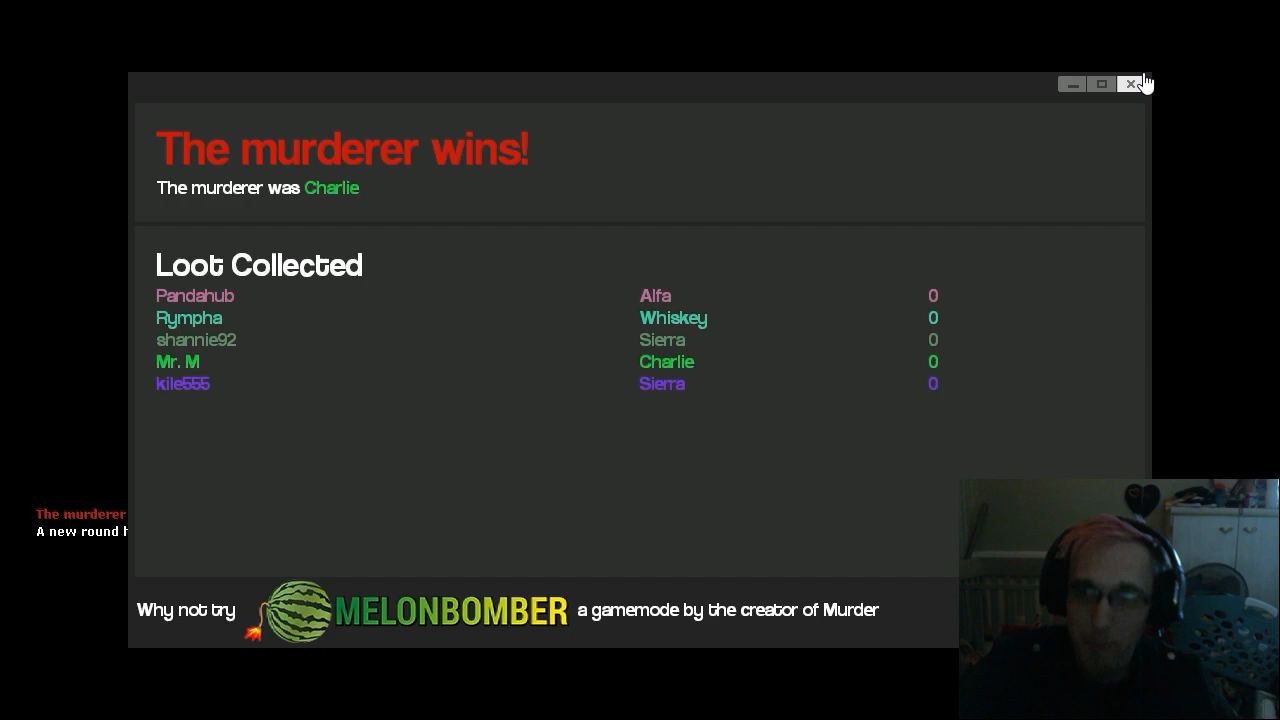 The murderer wins!
The murderer was Charlie
Loot Collected
Pandahub Alfa 0
Rympha Whiskey 0
shannie92 Sierra 0
Mr. M Charlie 0
kile555 Sierra 0
The murderer
A new round h
Why not try MELONBOMBER a gamemode by the creator of Murder